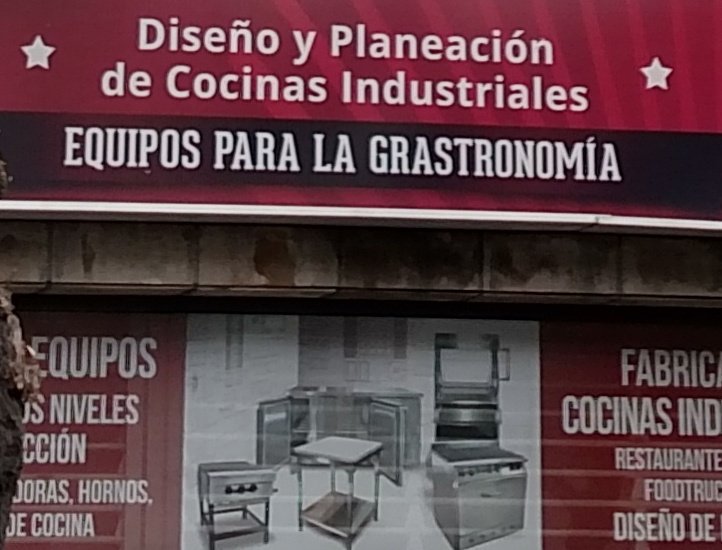 Diseño y Planeación
de Cocinas Industriales
EQUIPOS PARA LA GRASTRONOMÍA
EQUIPOS
OS NIVELES
CCIÓN
DORAS, HORNOS,
DE COCINA
FABRICA
COCINAS IND
RESTAURANTE
FOODTRUC
DISEÑO DE